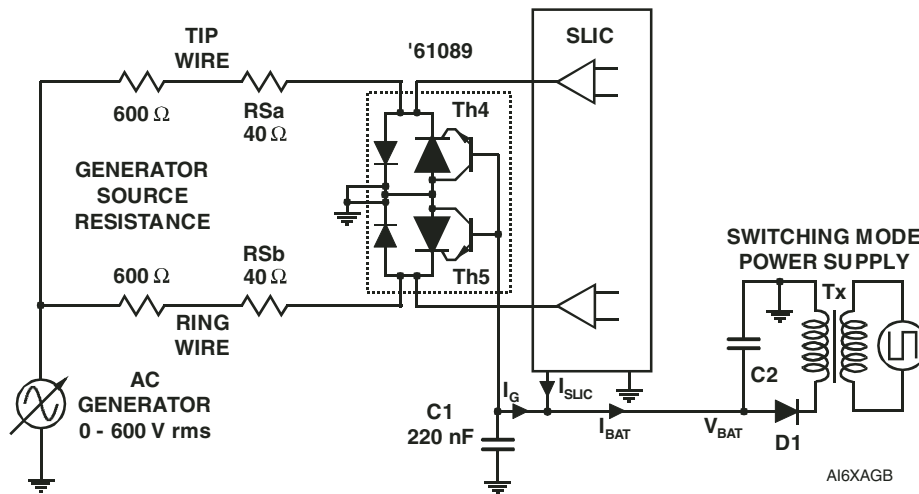 TIP
WIRE
'61089
SLIC
600 Ω
RSa
40 Ω
Th4
GENERATOR
SOURCE
RESISTANCE
RSb
40 Ω
600 Ω
Th5
RING
WIRE
SWITCHING MODE
POWER SUPPLY
Tx
AC
GENERATOR
0 - 600 V rms
C1
220 nF
IG
ISLIC
IBAT
VBAT
C2
D1
AI6XAGB